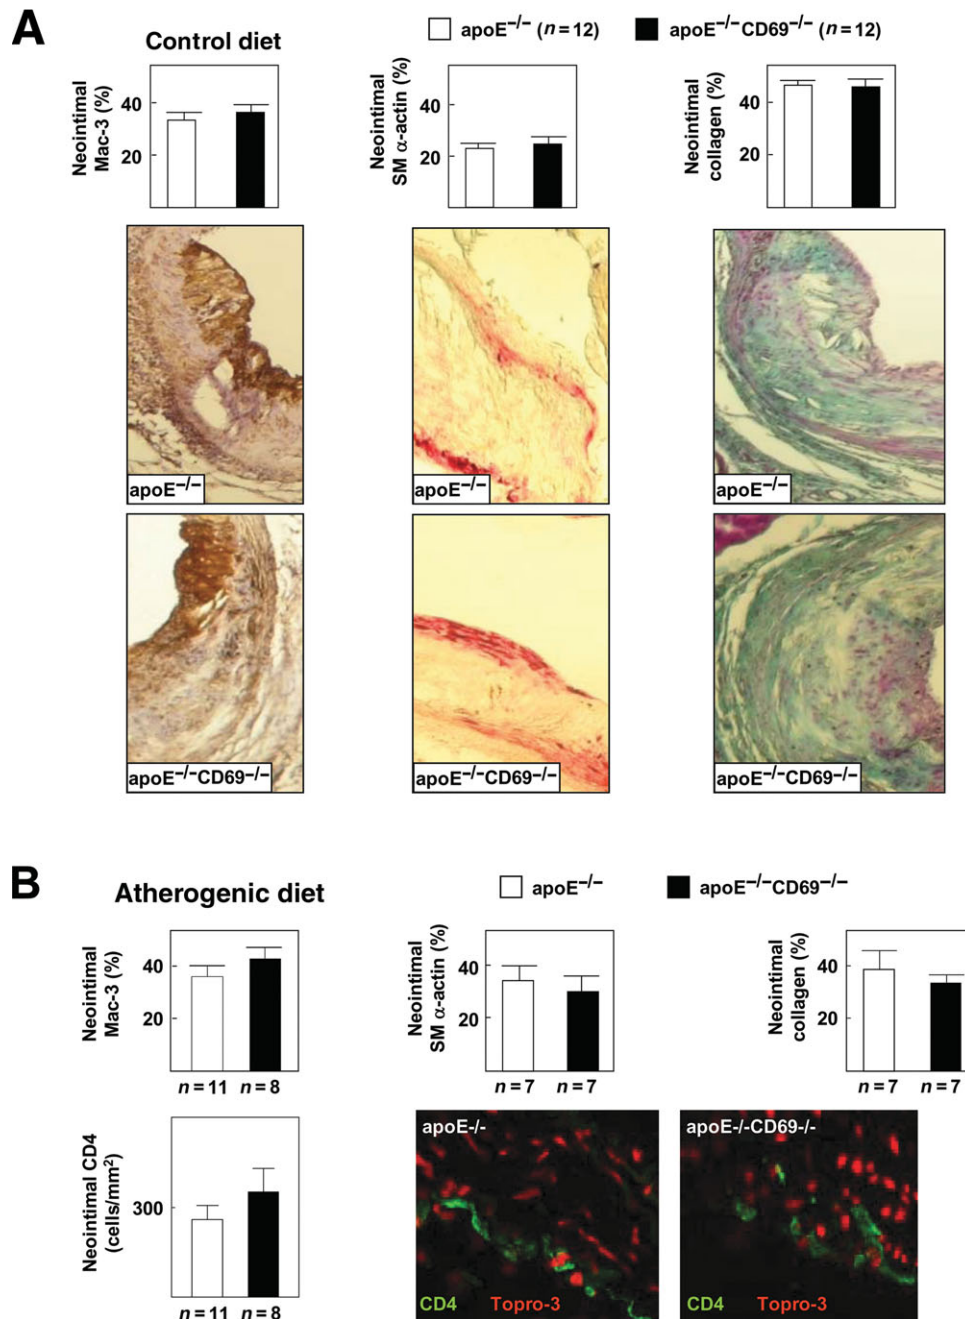 A
Control diet
apoE−/− (n=12)
apoE−/−CD69−/− (n=12)
Neointimal
Mac-3 (%)
40
20
Neointimal
SM α-actin (%)
40
20
Neointimal
collagen (%)
40
20
apoE−/−
apoE−/−
apoE−/−
apoE−/−CD69−/−
apoE−/−CD69−/−
apoE−/−CD69−/−
B
Atherogenic diet
apoE−/−
apoE−/−CD69−/−
Neointimal
Mac-3 (%)
40
20
n=11 n=8
Neointimal
SM α-actin (%)
40
20
n=7 n=7
Neointimal
collagen (%)
40
20
n=7 n=7
Neointimal CD4
(cells/mm²)
300
n=11 n=8
apoE-/-
CD4 Topro-3
apoE-/-CD69-/-
CD4 Topro-3